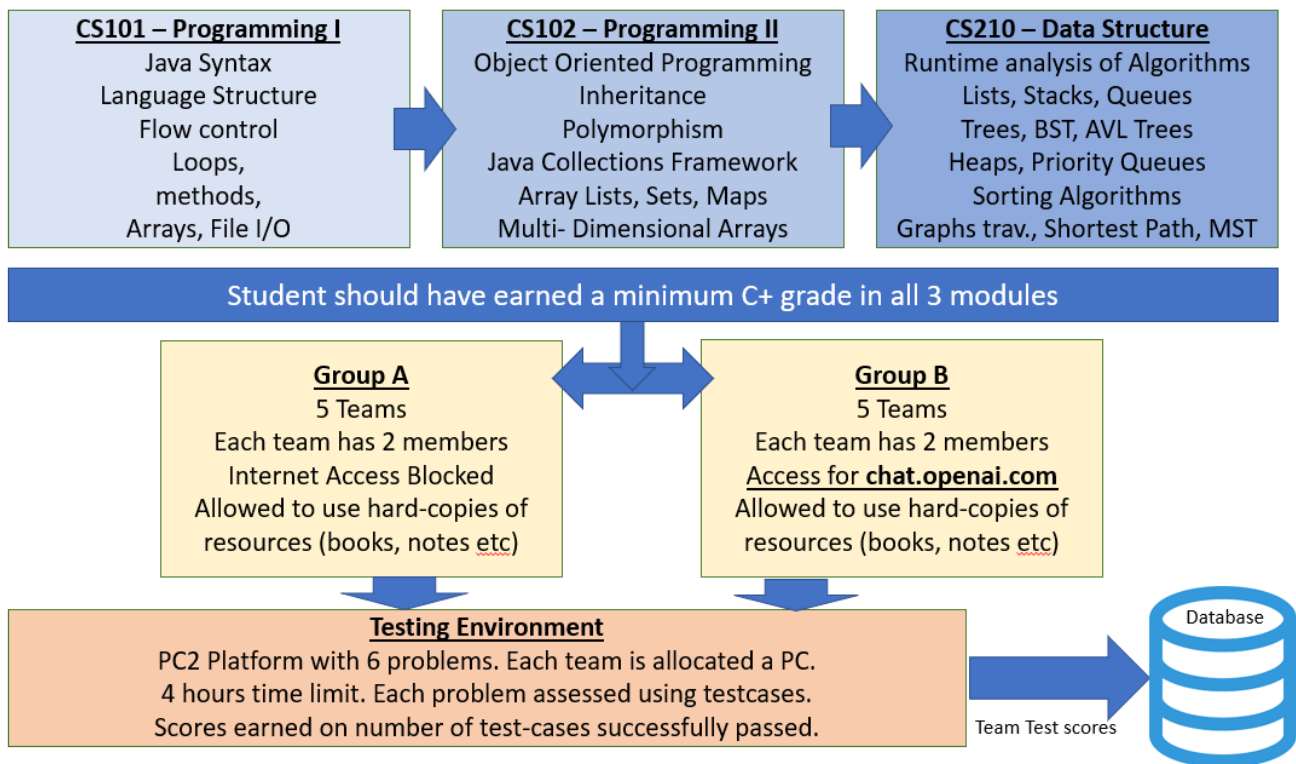 CS101 – Programming I
Java Syntax
Language Structure
Flow control
Loops,
methods,
Arrays, File I/O
CS102 – Programming II
Object Oriented Programming
Inheritance
Polymorphism
Java Collections Framework
Array Lists, Sets, Maps
Multi- Dimensional Arrays
CS210 – Data Structure
Runtime analysis of Algorithms
Lists, Stacks, Queues
Trees, BST, AVL Trees
Heaps, Priority Queues
Sorting Algorithms
Graphs trav., Shortest Path, MST
Student should have earned a minimum C+ grade in all 3 modules
Group A
5 Teams
Each team has 2 members
Internet Access Blocked
Allowed to use hard-copies of
resources (books, notes etc)
Group B
5 Teams
Each team has 2 members
Access for chat.openai.com
Allowed to use hard-copies of
resources (books, notes etc)
Testing Environment
PC2 Platform with 6 problems. Each team is allocated a PC.
4 hours time limit. Each problem assessed using testcases.
Scores earned on number of test-cases successfully passed.
Team Test scores
Database